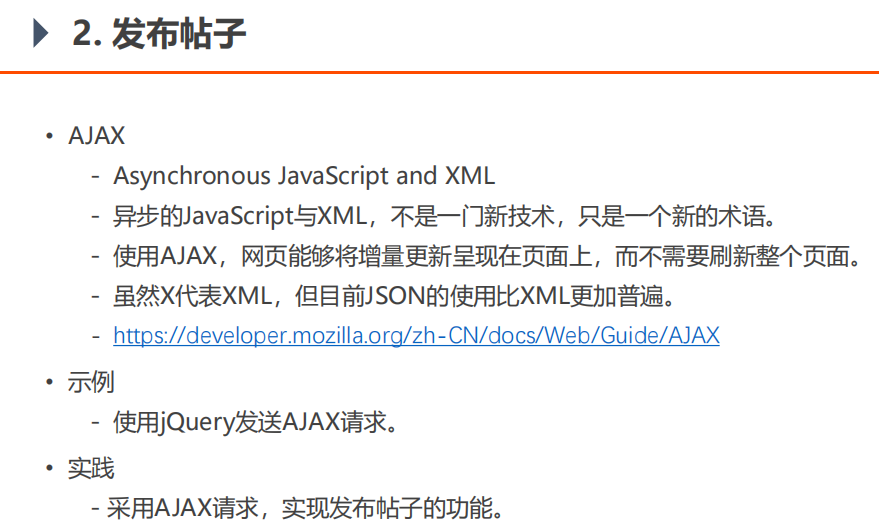 2. 发布帖子
• AJAX
- Asynchronous JavaScript and XML
- 异步的JavaScript与XML，不是一门新技术，只是一个新的术语。
- 使用AJAX，网页能够将增量更新呈现在页面上，而不需要刷新整个页面。
- 虽然X代表XML，但目前JSON的使用比XML更加普遍。
- https://developer.mozilla.org/zh-CN/docs/Web/Guide/AJAX
• 示例
- 使用jQuery发送AJAX请求。
• 实践
- 采用AJAX请求，实现发布帖子的功能。